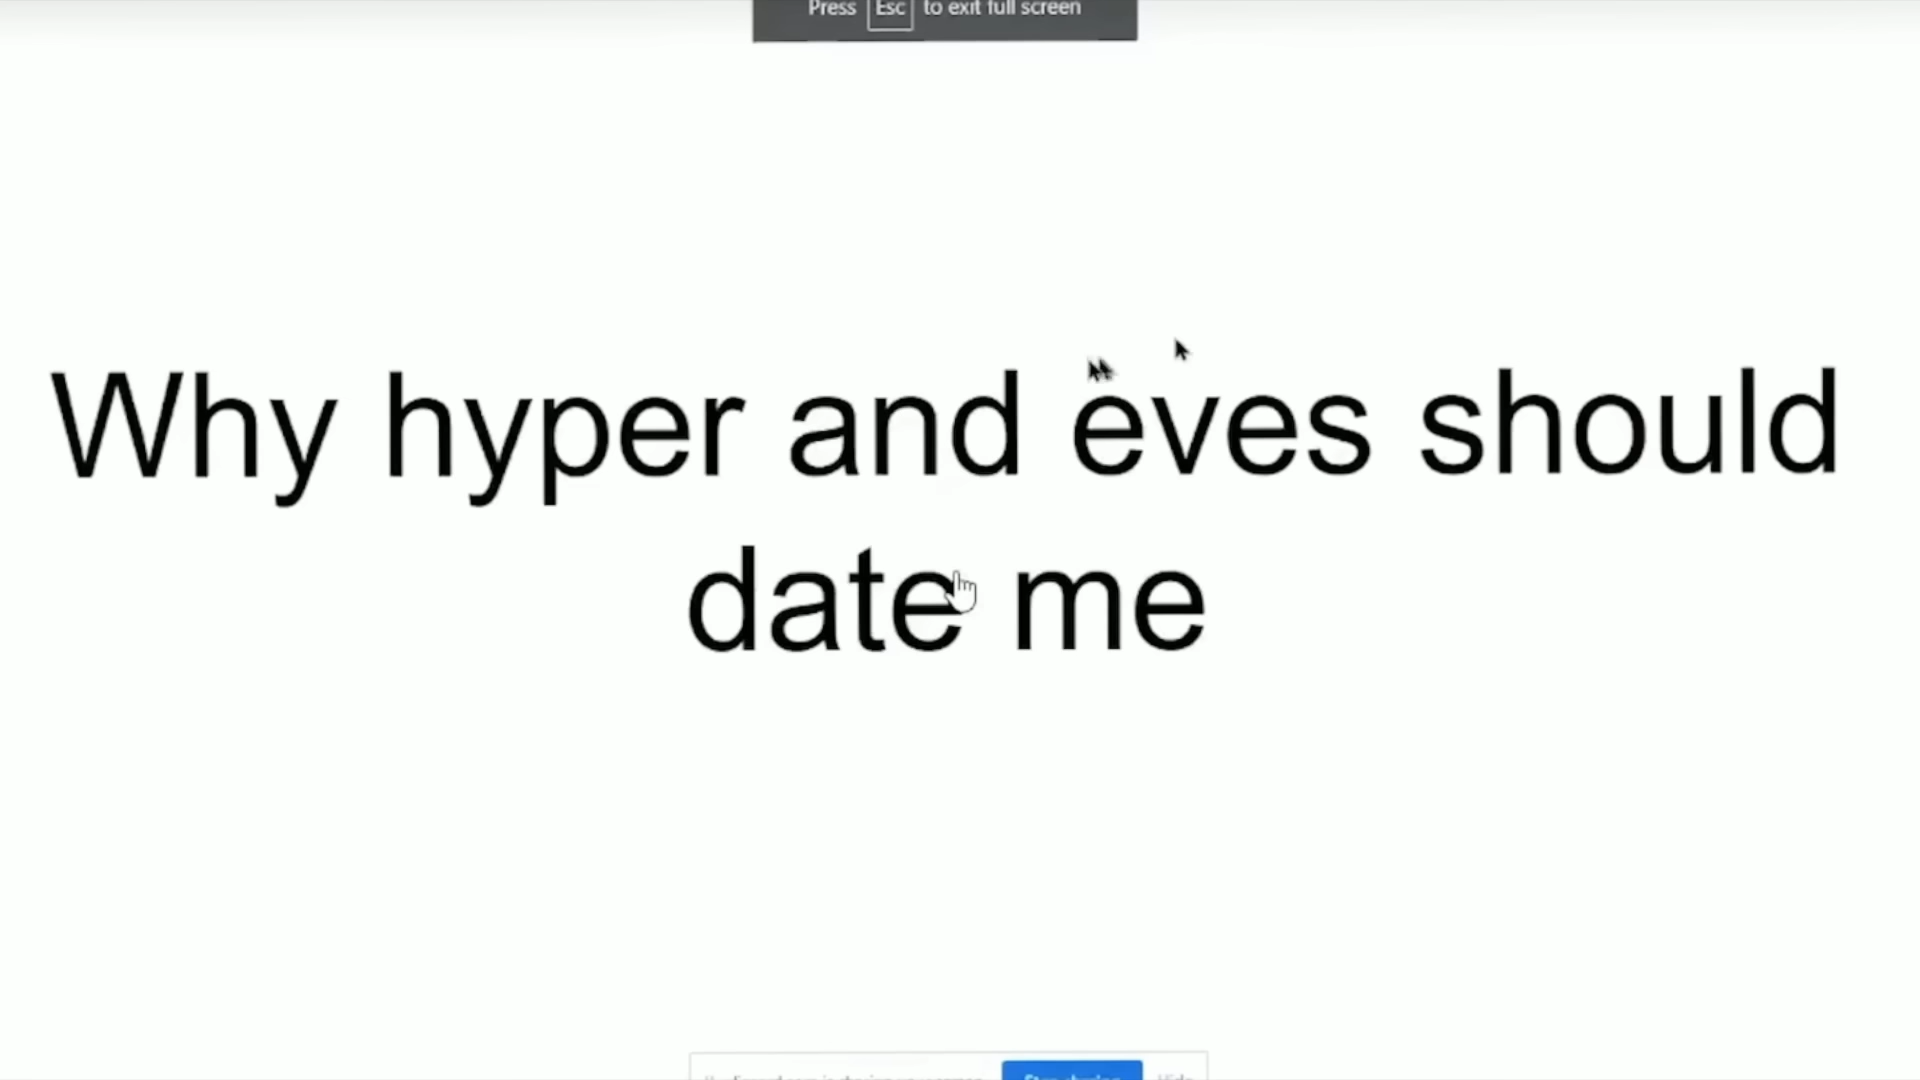 Press Esc to exit full screen
Why hyper and eves should
date me